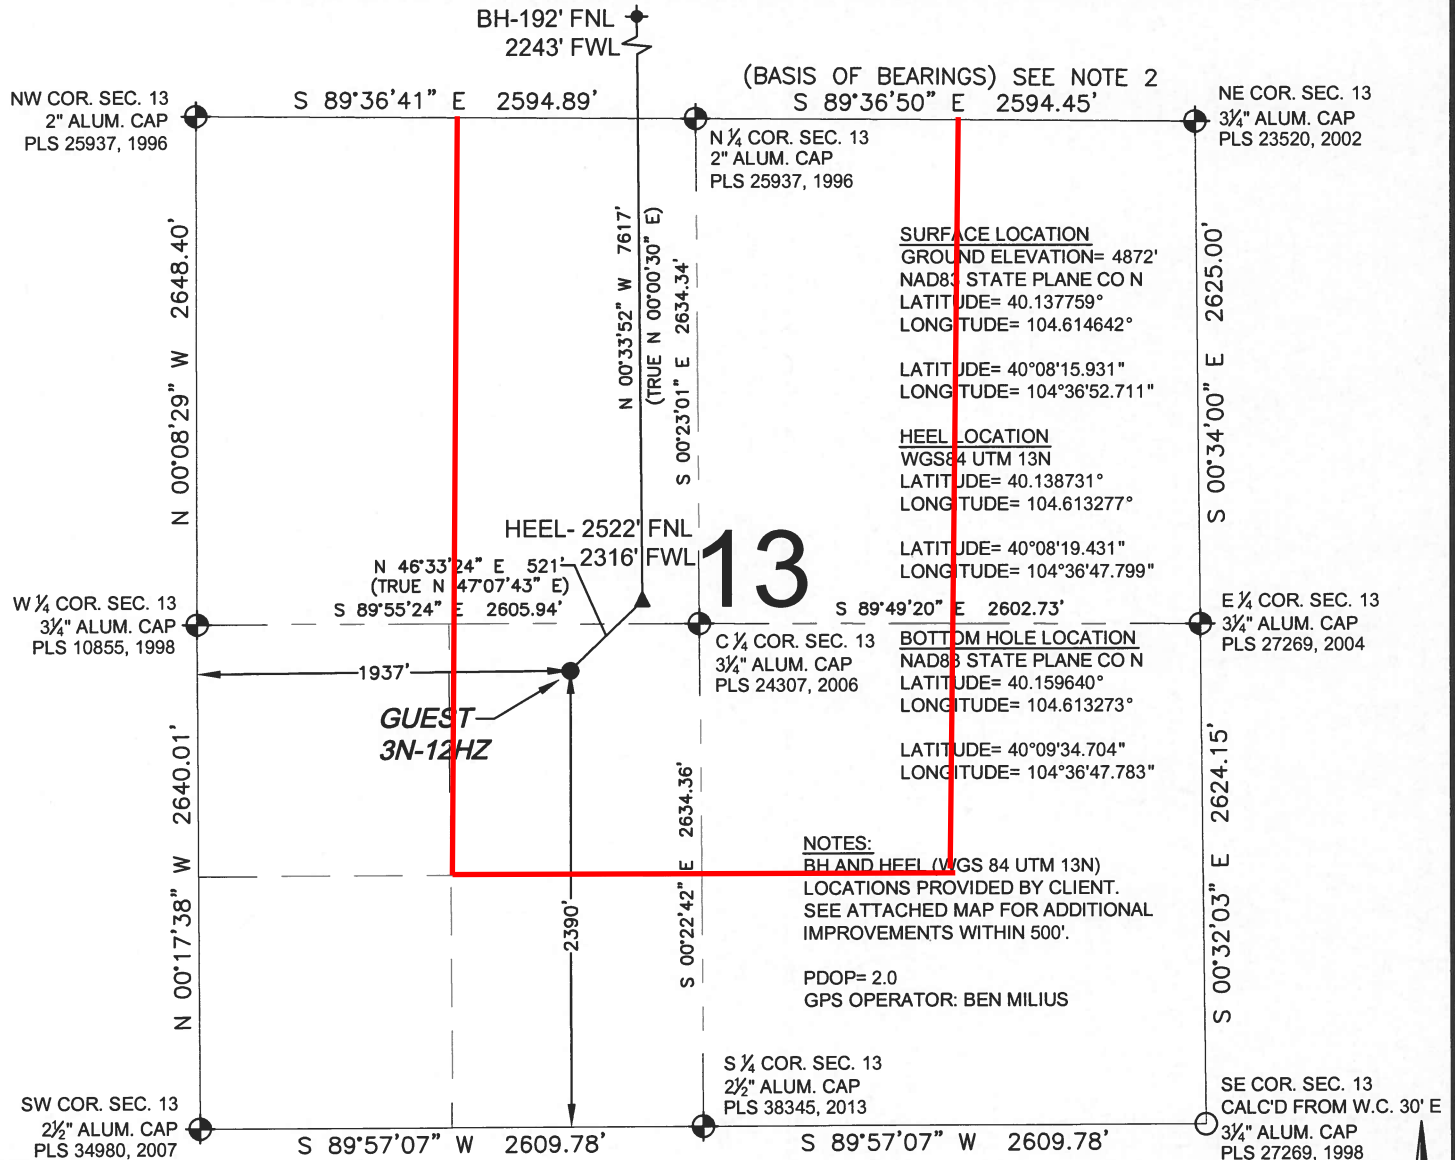 BH-192' FNL
2243' FWL
(BASIS OF BEARINGS) SEE NOTE 2
S 89°36'41" E 2594.89'
S 89°36'50" E 2594.45'
NW COR. SEC. 13
2" ALUM. CAP
PLS 25937, 1996
N ¼ COR. SEC. 13
2" ALUM. CAP
PLS 25937, 1996
NE COR. SEC. 13
3¼" ALUM. CAP
PLS 23520, 2002
N 00°08'29" W 2648.40'
N 00°33'52" W 7617'
(TRUE N 00°00'30" E)
S 00°23'01" E 2634.34'
S 00°34'00" E 2625.00'
SURFACE LOCATION
GROUND ELEVATION= 4872'
NAD83 STATE PLANE CO N
LATITUDE= 40.137759°
LONGITUDE= 104.614642°
LATITUDE= 40°08'15.931"
LONGITUDE= 104°36'52.711"
HEEL LOCATION
WGS84 UTM 13N
LATITUDE= 40.138731°
LONGITUDE= 104.613277°
LATITUDE= 40°08'19.431"
LONGITUDE= 104°36'47.799"
HEEL- 2522' FNL
2316' FWL
13
N 46°33'24" E 521'
(TRUE N 47°07'43" E)
S 89°55'24" E 2605.94'
S 89°49'20" E 2602.73'
W ¼ COR. SEC. 13
3¼" ALUM. CAP
PLS 10855, 1998
C ¼ COR. SEC. 13
3¼" ALUM. CAP
PLS 24307, 2006
E ¼ COR. SEC. 13
3¼" ALUM. CAP
PLS 27269, 2004
BOTTOM HOLE LOCATION
NAD83 STATE PLANE CO N
LATITUDE= 40.159640°
LONGITUDE= 104.613273°
LATITUDE= 40°09'34.704"
LONGITUDE= 104°36'47.783"
1937'
GUEST
3N-12HZ
N 00°17'38" W 2640.01'
2390'
S 00°22'42" E 2634.36'
S 00°32'03" E 2624.15'
NOTES:
BH AND HEEL (WGS 84 UTM 13N)
LOCATIONS PROVIDED BY CLIENT.
SEE ATTACHED MAP FOR ADDITIONAL
IMPROVEMENTS WITHIN 500'.
PDOP= 2.0
GPS OPERATOR: BEN MILIUS
SW COR. SEC. 13
2½" ALUM. CAP
PLS 34980, 2007
S ¼ COR. SEC. 13
2½" ALUM. CAP
PLS 38345, 2013
SE COR. SEC. 13
CALC'D FROM W.C. 30' E
3¼" ALUM. CAP
PLS 27269, 1998
S 89°57'07" W 2609.78'
S 89°57'07" W 2609.78'